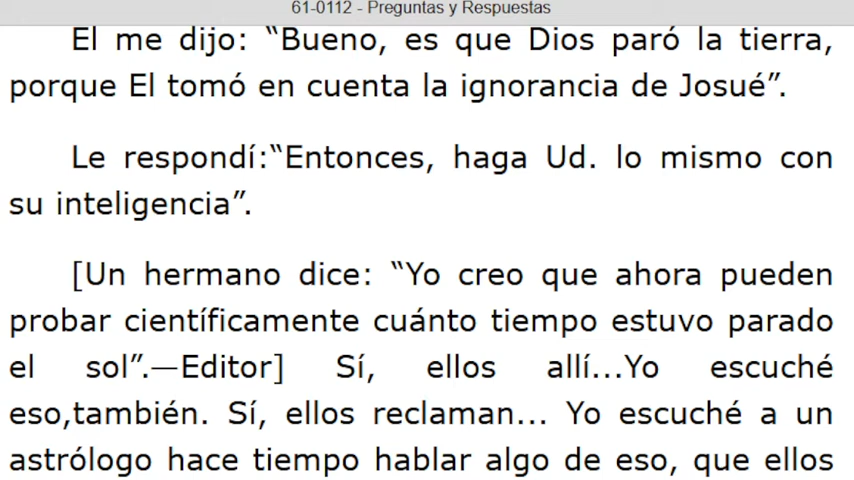 61-0112 - Preguntas y Respuestas
El me dijo: “Bueno, es que Dios paró la tierra,
porque El tomó en cuenta la ignorancia de Josué”.
Le respondí:“Entonces, haga Ud. lo mismo con
su inteligencia”.
[Un hermano dice: “Yo creo que ahora pueden
probar científicamente cuánto tiempo estuvo parado
el sol”.—Editor] Sí, ellos allí...Yo escuché
eso,también. Sí, ellos reclaman... Yo escuché a un
astrólogo hace tiempo hablar algo de eso, que ellos